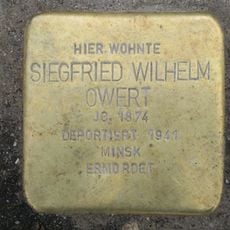 HIER WOHNTE
SIEGFRIED WILHELM
OWERT
JG. 1874
DEPORTIERT 1941
MINSK
ERMORDET